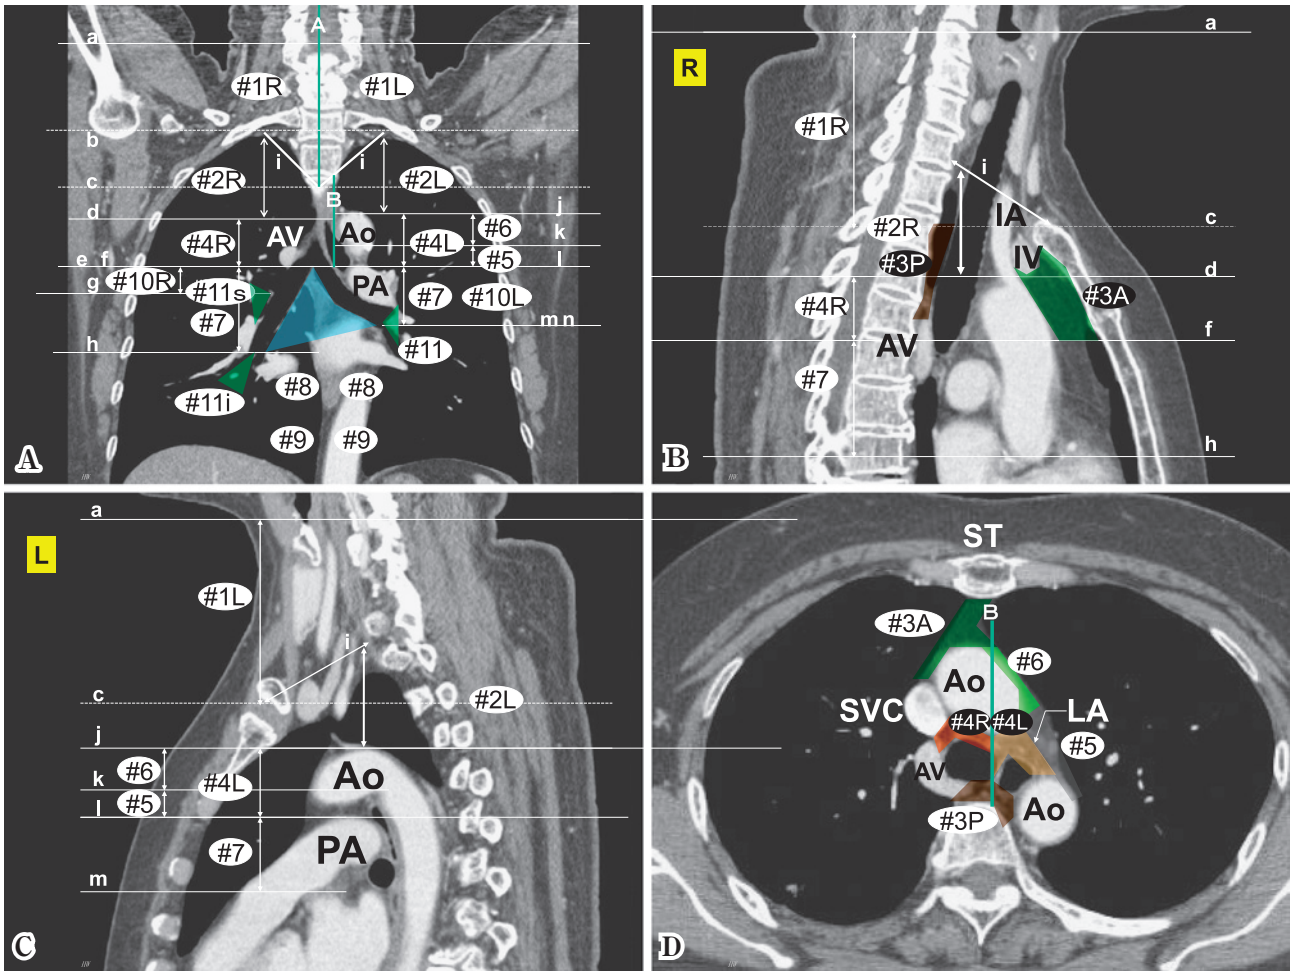 A
a
#1R
#1L
b
i
i
#2R
#2L
c
B
d
j
#6
AV
Ao
k
#4R
#4L
#5
e f
l
#10R
PA
g
#11s
#7
#10L
#7
m n
h
#11
#8
#8
#11i
#9
#9
A
a
R
#1R
i
IA
c
#2R
#3P
IV
d
#3A
#4R
AV
f
#7
h
B
a
L
#1L
i
c
#2L
j
#6
Ao
k
#4L
#5
l
#7
PA
m
C
ST
B
#3A
#6
Ao
SVC
LA
#4R
#4L
#5
AV
Ao
#3P
D